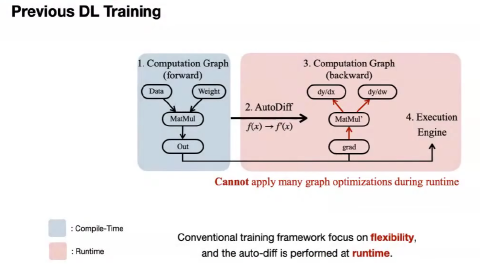 Previous DL Training
1. Computation Graph
(forward)
Data
Weight
MatMul
Out
2. AutoDiff
f(x) → f'(x)
3. Computation Graph
(backward)
dy/dx
dy/dw
MatMul'
grad
4. Execution
Engine
Cannot apply many graph optimizations during runtime
: Compile-Time
: Runtime
Conventional training framework focus on flexibility,
and the auto-diff is performed at runtime.